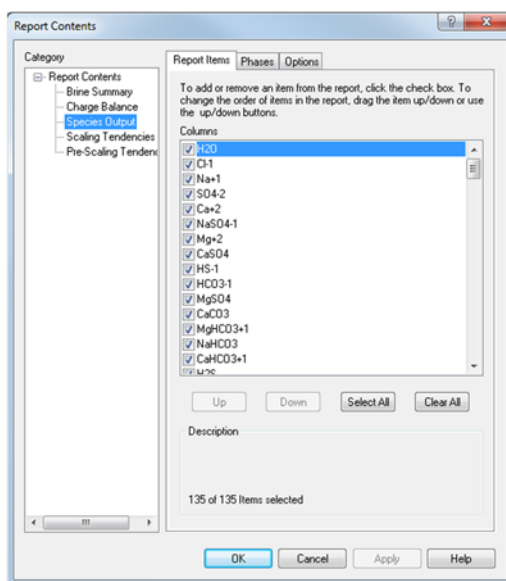 Report Contents
Category
Report Contents
Brine Summary
Charge Balance
Species Output
Scaling Tendencies
Pre-Scaling Tenden
Report Items Phases Options
To add or remove an item from the report, click the check box. To
change the order of items in the report, drag the item up/down or use
the up/down buttons.
Columns
H2O
Cl-1
Na+1
SO4-2
Ca+2
NaSO4-1
Mg+2
CaSO4
HS-1
HCO3-1
MgSO4
CaCO3
MgHCO3+1
NaHCO3
CaHCO3+1
H2S
Up Down Select All Clear All
Description
135 of 135 Items selected
OK Cancel Apply Help